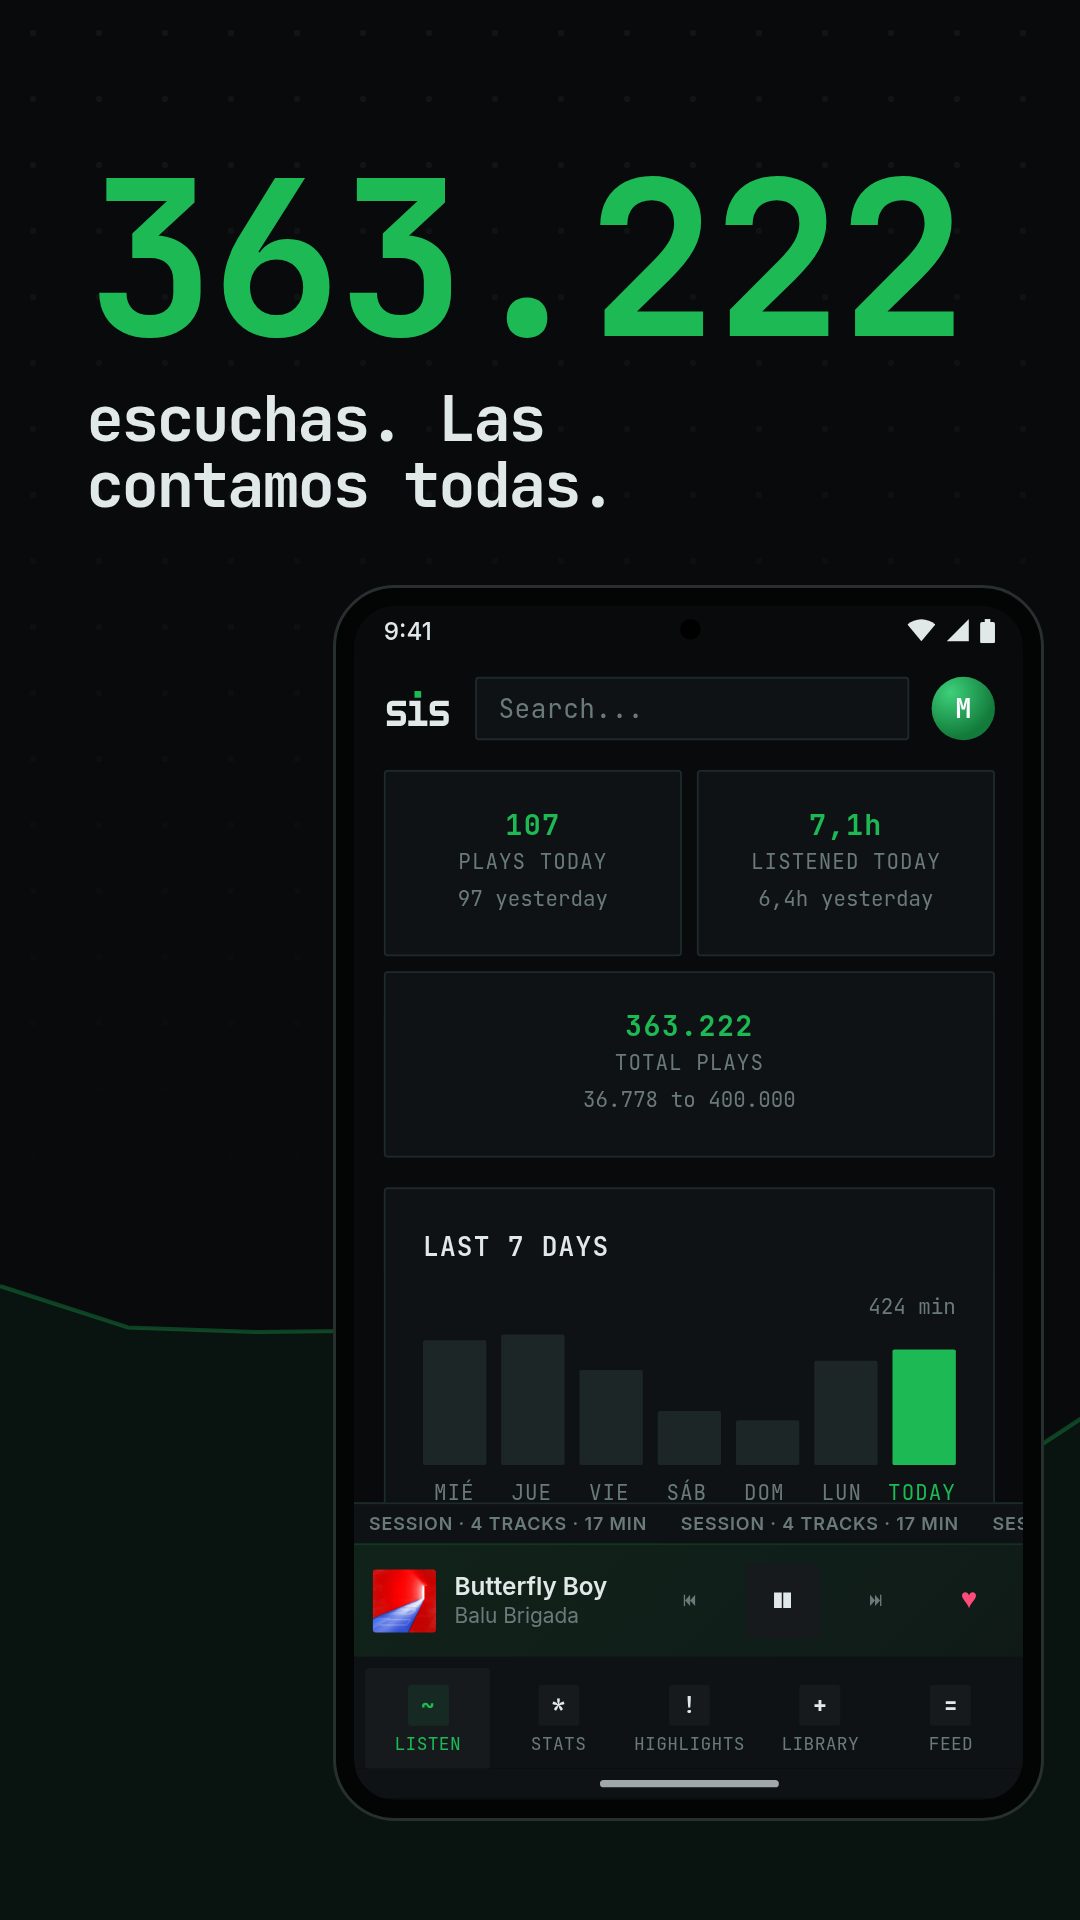 363.222
escuchas. Las
contamos todas.
9:41
sis
Search...
M
107
PLAYS TODAY
97 yesterday
7,1h
LISTENED TODAY
6,4h yesterday
363.222
TOTAL PLAYS
36.778 to 400.000
LAST 7 DAYS
424 min
MIÉ JUE VIE SÁB DOM LUN TODAY
SESSION · 4 TRACKS · 17 MIN SESSION · 4 TRACKS · 17 MIN SES
Butterfly Boy
Balu Brigada
~ * ! + =
LISTEN STATS HIGHLIGHTS LIBRARY FEED